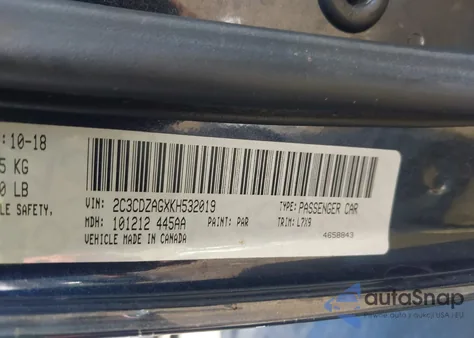 : 10-18
5 KG
0 LB
LE SAFETY.
VIN: 2C3CDZAGXKH532019
TYPE: PASSENGER CAR
MDH: 101212 445AA
PAINT: PAR
TRIM: L7X9
VEHICLE MADE IN CANADA
4658843
autoSnap